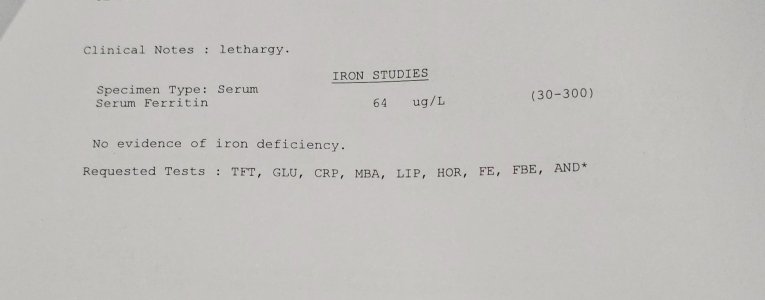 Clinical Notes : lethargy.
IRON STUDIES
Specimen Type: Serum
Serum Ferritin 64 ug/L (30-300)
No evidence of iron deficiency.
Requested Tests : TFT, GLU, CRP, MBA, LIP, HOR, FE, FBE, AND*